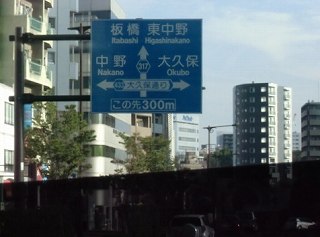 板橋 東中野
Itabashi Higashinakano
317
中野 大久保
Nakano Okubo
433 大久保通り
この先300m